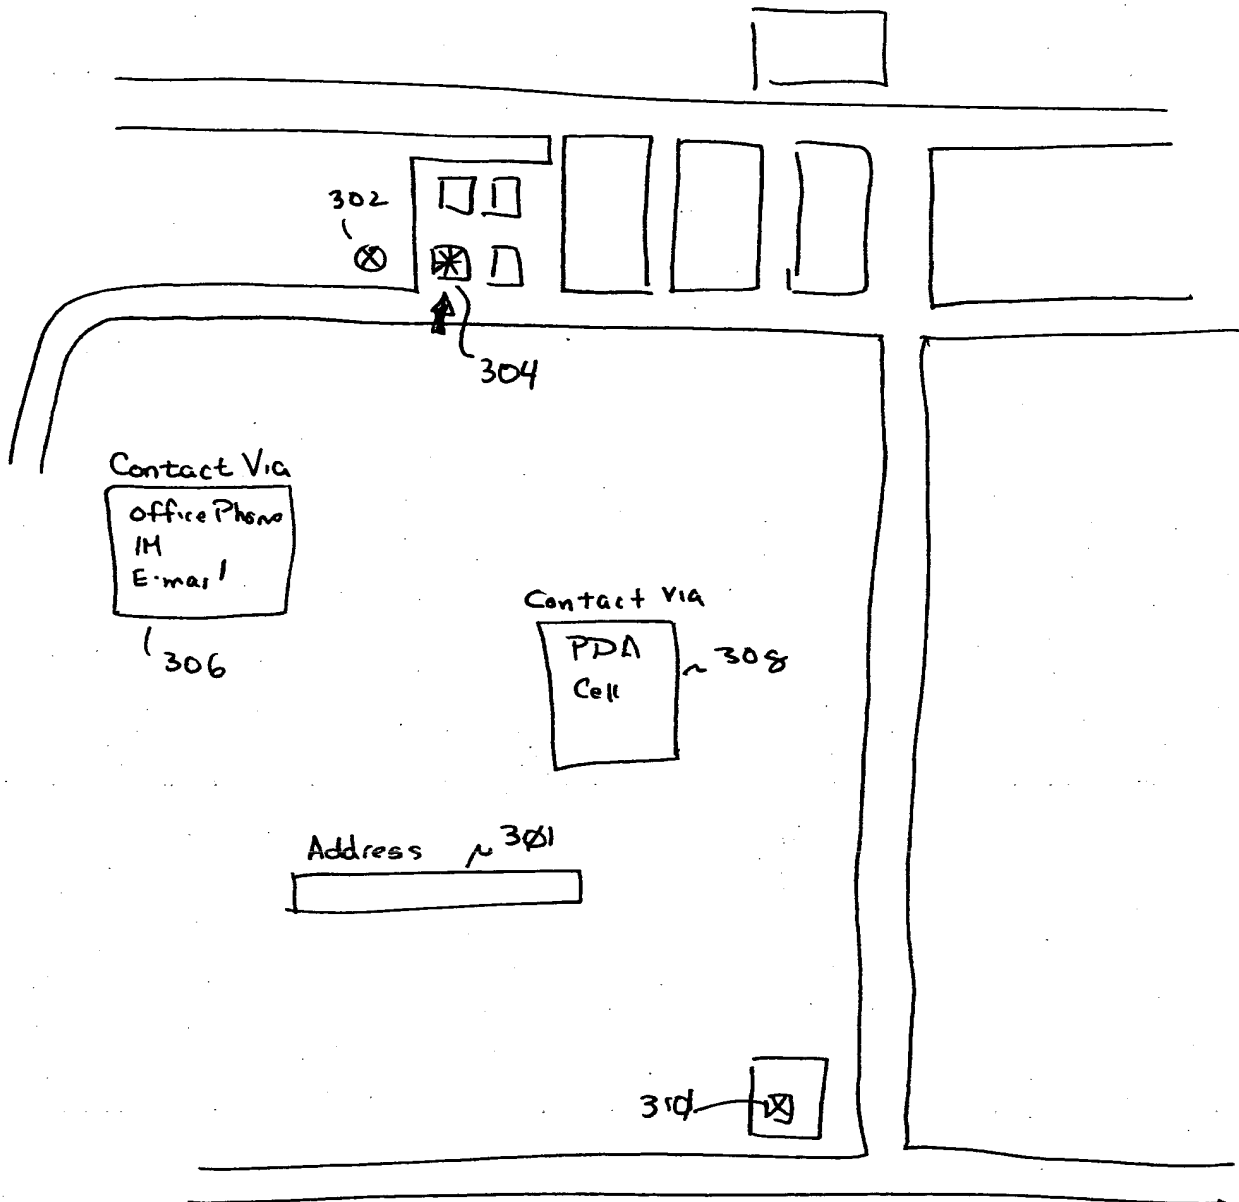 302
304
Contact Via
Office Phone
IM
E-mail
306
Contact via
PDA
Cell
308
Address
301
310